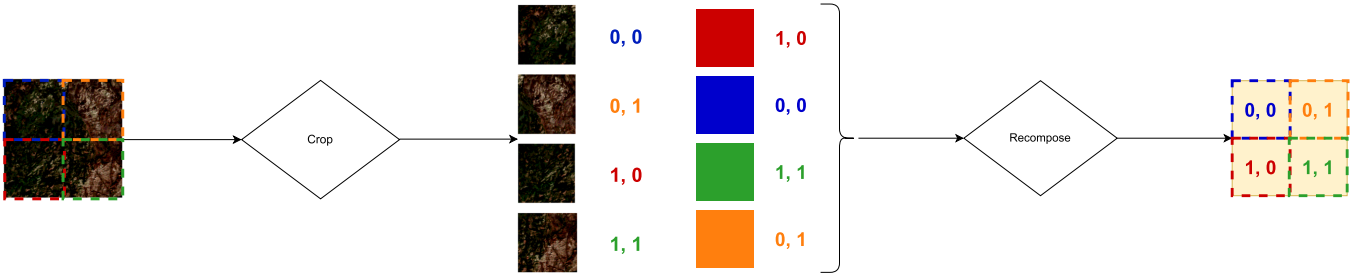 Crop
0, 0
0, 1
1, 0
1, 1
1, 0
0, 0
1, 1
0, 1
Recompose
0, 0 0, 1
1, 0 1, 1